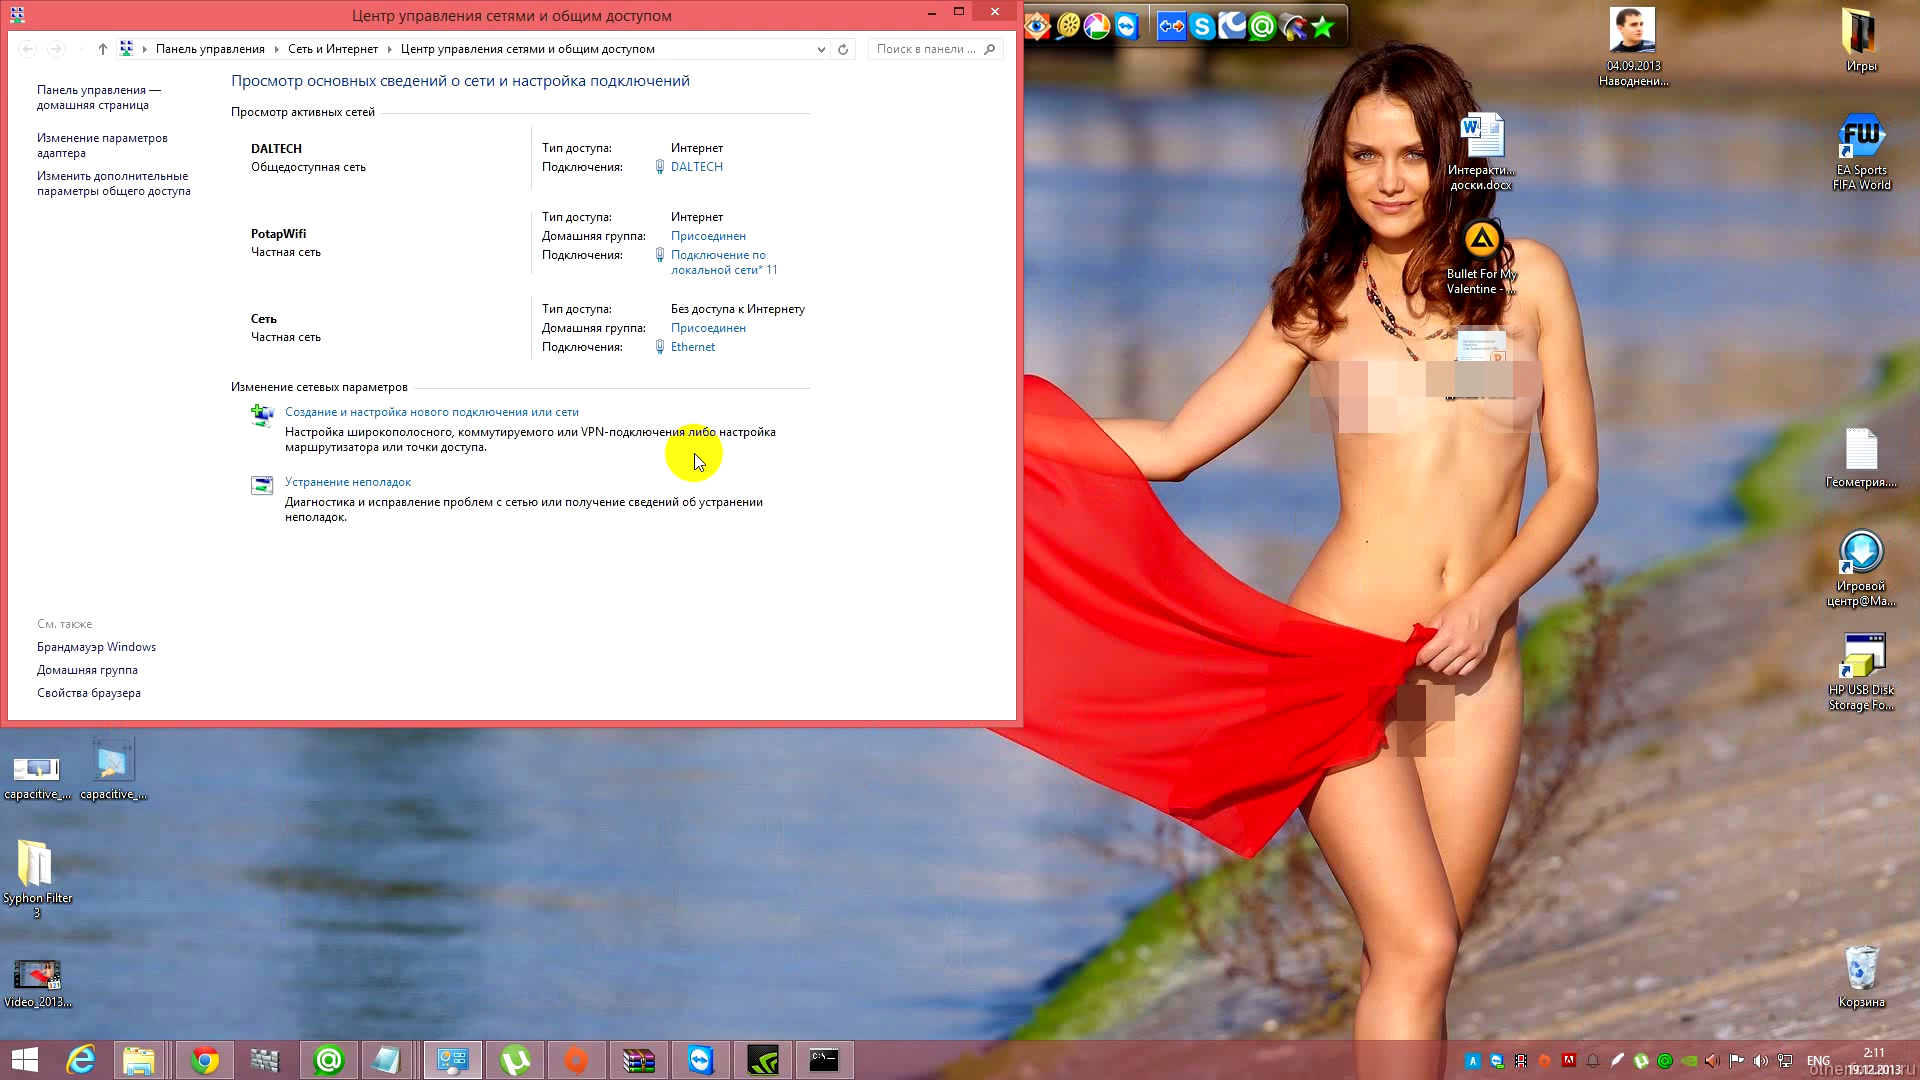 Центр управления сетями и общим доступом
Панель управления
Сеть и Интернет
Центр управления сетями и общим доступом
Поиск в панели ...
Панель управления —
домашняя страница
Изменение параметров
адаптера
Изменить дополнительные
параметры общего доступа
Просмотр основных сведений о сети и настройка подключений
Просмотр активных сетей
DALTECH
Общедоступная сеть
Тип доступа: Интернет
Подключения: DALTECH
PotapWifi
Частная сеть
Тип доступа: Интернет
Домашняя группа: Присоединен
Подключения: Подключение по
локальной сети* 11
Сеть
Частная сеть
Тип доступа: Без доступа к Интернету
Домашняя группа: Присоединен
Подключения: Ethernet
Изменение сетевых параметров
Создание и настройка нового подключения или сети
Настройка широкополосного, коммутируемого или VPN-подключения либо настройка
маршрутизатора или точки доступа.
Устранение неполадок
Диагностика и исправление проблем с сетью или получение сведений об устранении
неполадок.
См. также
Брандмауэр Windows
Домашняя группа
Свойства браузера
04.09.2013
Наводнени...
Игры
Интеракти...
доски.docx
FW
EA Sports
FIFA World
Bullet For My
Valentine - ...
Геометрия....
Игровой
центр@Ma...
HP USB Disk
Storage Fo...
Корзина
capacitive_...
capacitive_...
Syphon Filter
3
Video_2013...
C:\
ENG
2:11
19.12.2013